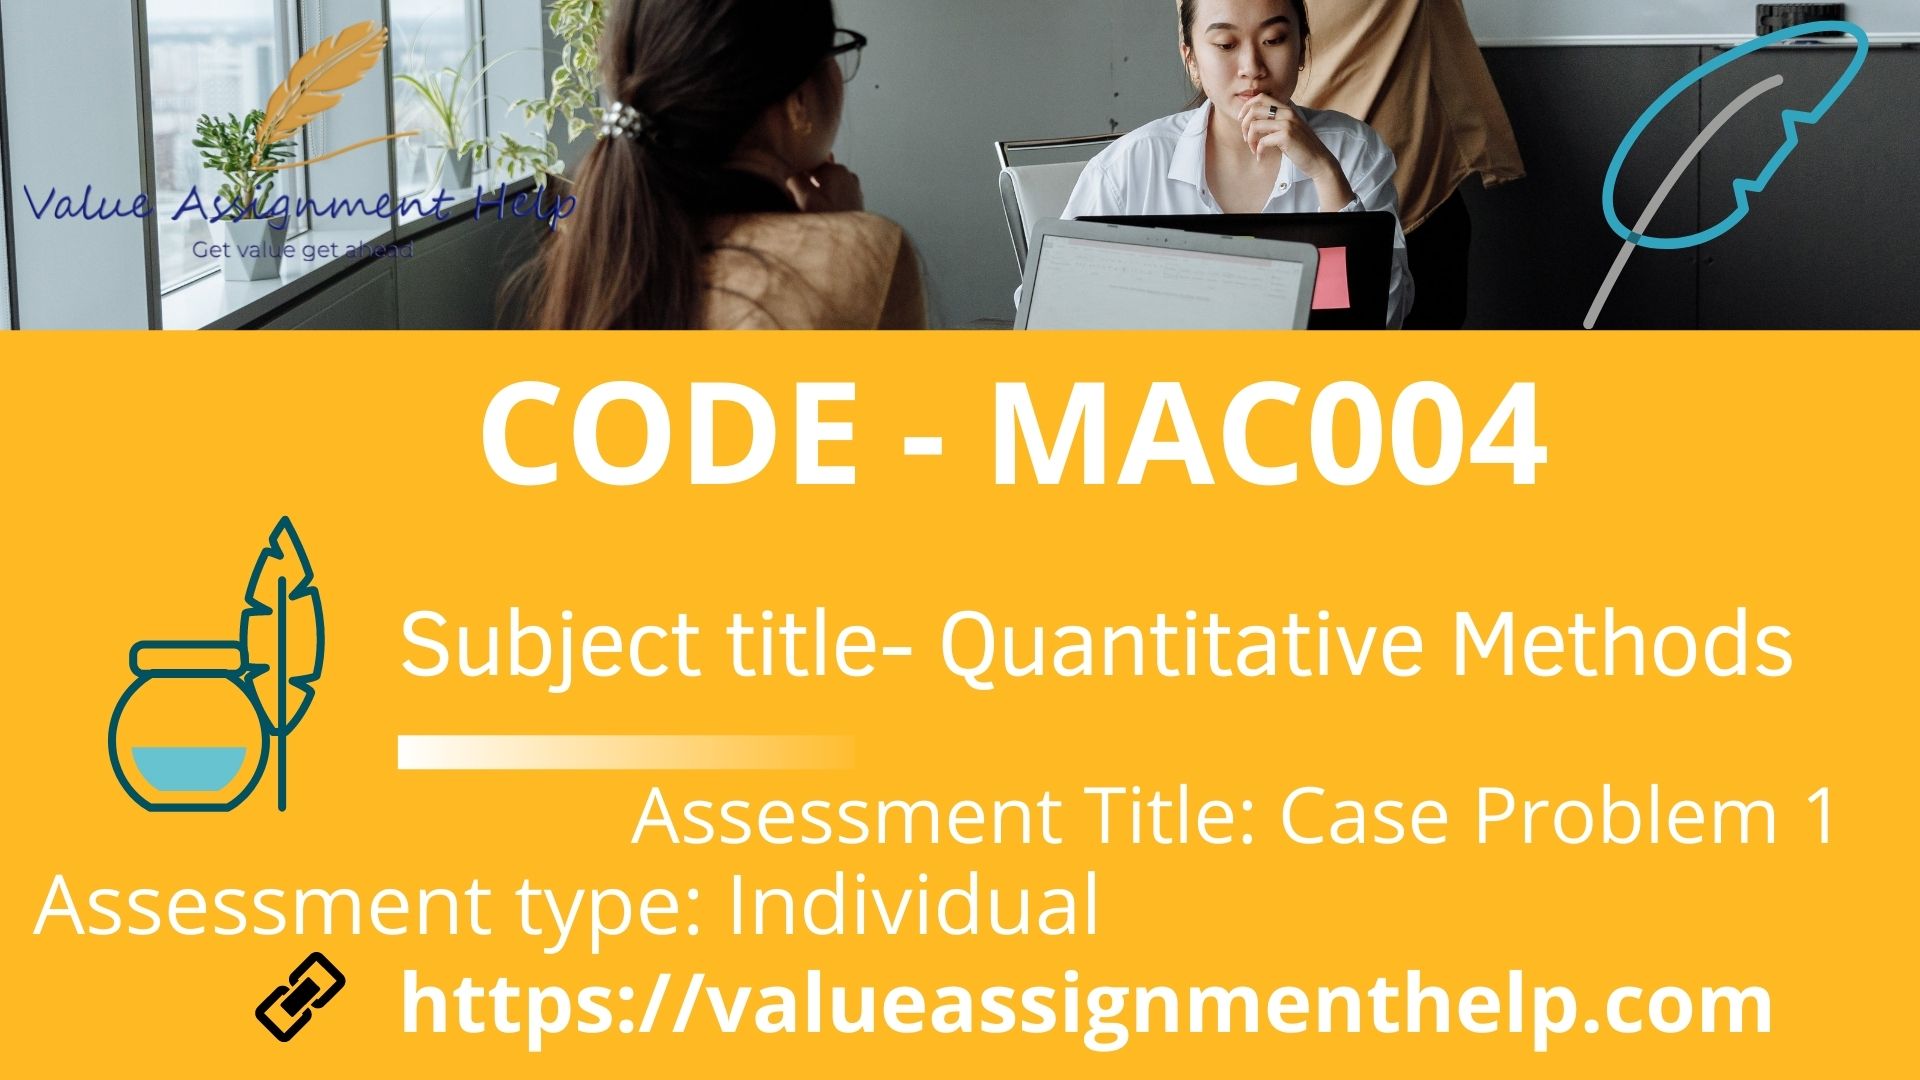 Value Assignment Help
Get value get ahead
CODE - MAC004
Subject title- Quantitative Methods
Assessment Title: Case Problem 1
Assessment type: Individual
https://valueassignmenthelp.com